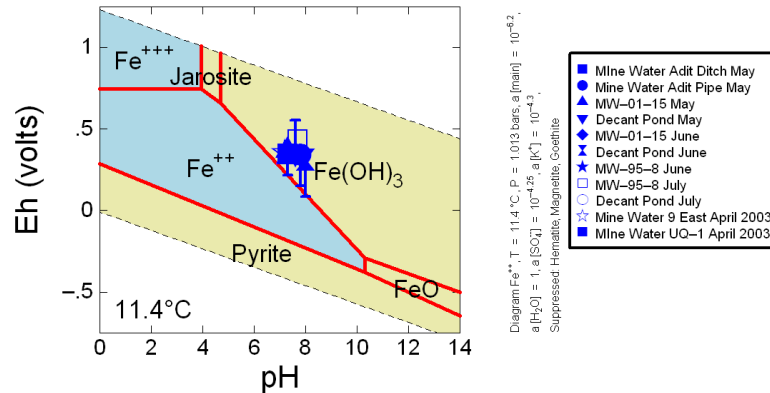 1
.5
0
–.5
Eh (volts)
Fe+++
Jarosite
Fe++
Fe(OH)3
Pyrite
FeO
11.4°C
0 2 4 6 8 10 12 14
pH
Diagram Fe++, T = 11.4 °C, P = 1.013 bars, a [main] = 10–6.2,
a [H2O] = 1, a [SO4--] = 10–4.25, a [K+] = 10–4.3,
Suppressed: Hematite, Magnetite, Goethite
MIne Water Adit Ditch May
Mine Water Adit Pipe May
MW–01–15 May
Decant Pond May
MW–01–15 June
Decant Pond June
MW–95–8 June
MW–95–8 July
Decant Pond July
Mine Water 9 East April 2003
MIne Water UQ–1 April 2003